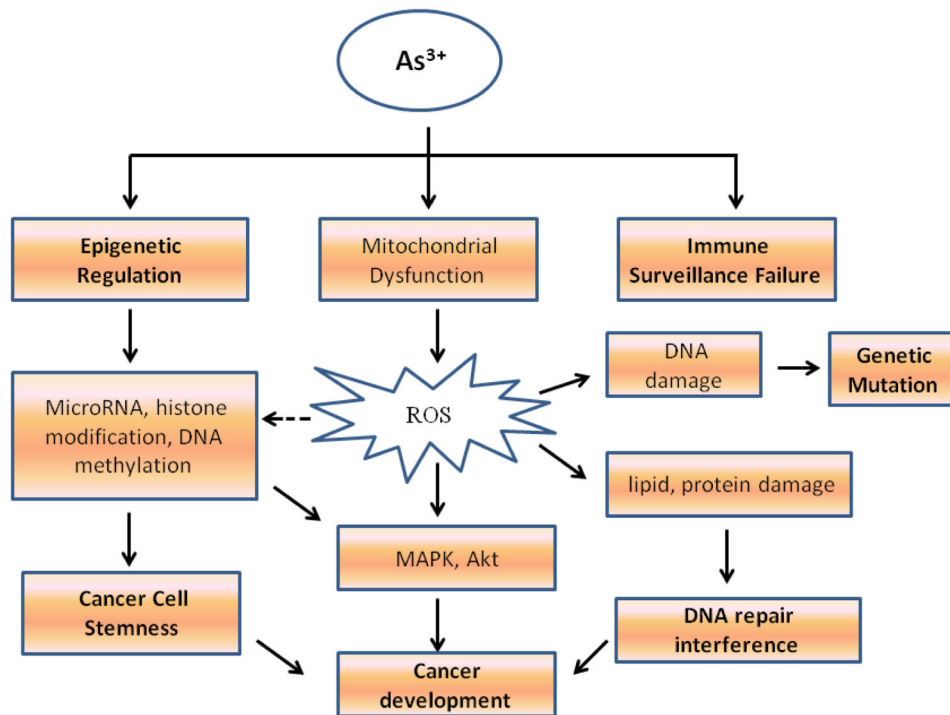 As³⁺
Epigenetic
Regulation
Mitochondrial
Dysfunction
Immune
Surveillance Failure
MicroRNA, histone
modification, DNA
methylation
ROS
DNA
damage
Genetic
Mutation
lipid, protein damage
MAPK, Akt
Cancer Cell
Stemness
DNA repair
interference
Cancer
development